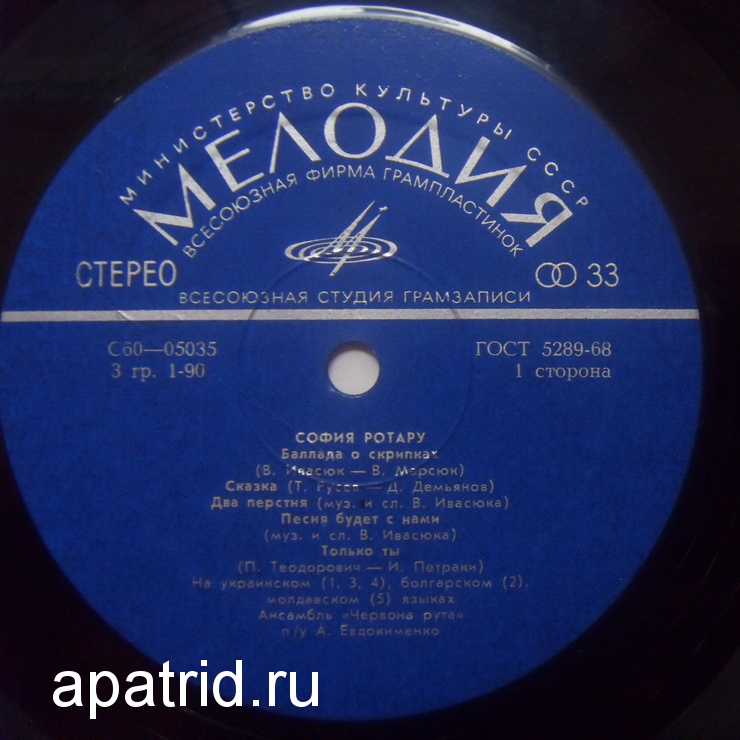 МИНИСТЕРСТВО КУЛЬТУРЫ СССР
МЕЛОДИЯ
ВСЕСОЮЗНАЯ ФИРМА ГРАМПЛАСТИНОК
СТЕРЕО
33
ВСЕСОЮЗНАЯ СТУДИЯ ГРАМЗАПИСИ
С60—05035
ГОСТ 5289-68
3 гр. 1-90
1 сторона
СОФИЯ РОТАРУ
Баллада о скрипках
(В. Ивасюк — В. Марсюк)
Сказка (Т. Русев — Д. Демьянов)
Два перстня (муз. и сл. В. Ивасюка)
Песня будет с нами
(муз. и сл. В. Ивасюка)
Только ты
(П. Теодорович — И. Петраки)
На украинском (1, 3, 4), болгарском (2),
молдавском (5) языках
Ансамбль «Червона рута»
п/у А. Евдокименко
apatrid.ru